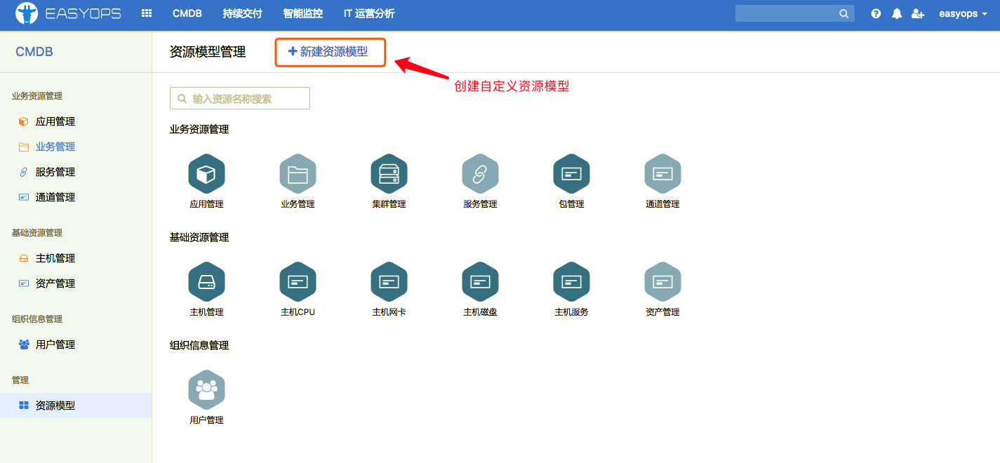 EASYOPS CMDB 持续交付 智能监控 IT 运营分析 easyops
CMDB
业务资源管理
应用管理
业务管理
服务管理
通道管理
基础资源管理
主机管理
资产管理
组织信息管理
用户管理
管理
资源模型
资源模型管理 新建资源模型
创建自定义资源模型
输入资源名称搜索
业务资源管理
应用管理 业务管理 集群管理 服务管理 包管理 通道管理
基础资源管理
主机管理 主机CPU 主机网卡 主机磁盘 主机服务 资产管理
组织信息管理
用户管理